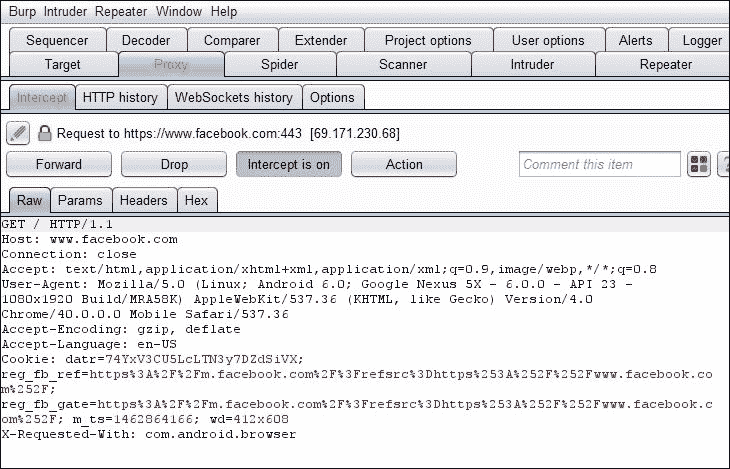 Burp Intruder Repeater Window Help
Sequencer Decoder Comparer Extender Project options User options Alerts Logger
Target Proxy Spider Scanner Intruder Repeater
Intercept HTTP history WebSockets history Options
Request to https://www.facebook.com:443 [69.171.230.68]
Forward Drop Intercept is on Action Comment this item ?
Raw Params Headers Hex
GET / HTTP/1.1
Host: www.facebook.com
Connection: close
Accept: text/html,application/xhtml+xml,application/xml;q=0.9,image/webp,*/*;q=0.8
User-Agent: Mozilla/5.0 (Linux; Android 6.0; Google Nexus 5X - 6.0.0 - API 23 -
1080x1920 Build/MRA58K) AppleWebKit/537.36 (KHTML, like Gecko) Version/4.0
Chrome/40.0.0.0 Mobile Safari/537.36
Accept-Encoding: gzip, deflate
Accept-Language: en-US
Cookie: datr=74YxV3CU5LcLTN3y7DZdSiVX;
reg_fb_ref=https%3A%2F%2Fm.facebook.com%2F%3Frefsrc%3Dhttps%253A%252F%252Fwww.facebook.co
m%252F;
reg_fb_gate=https%3A%2F%2Fm.facebook.com%2F%3Frefsrc%3Dhttps%253A%252F%252Fwww.facebook.c
om%252F; m_ts=1462864166; wd=412x608
X-Requested-With: com.android.browser